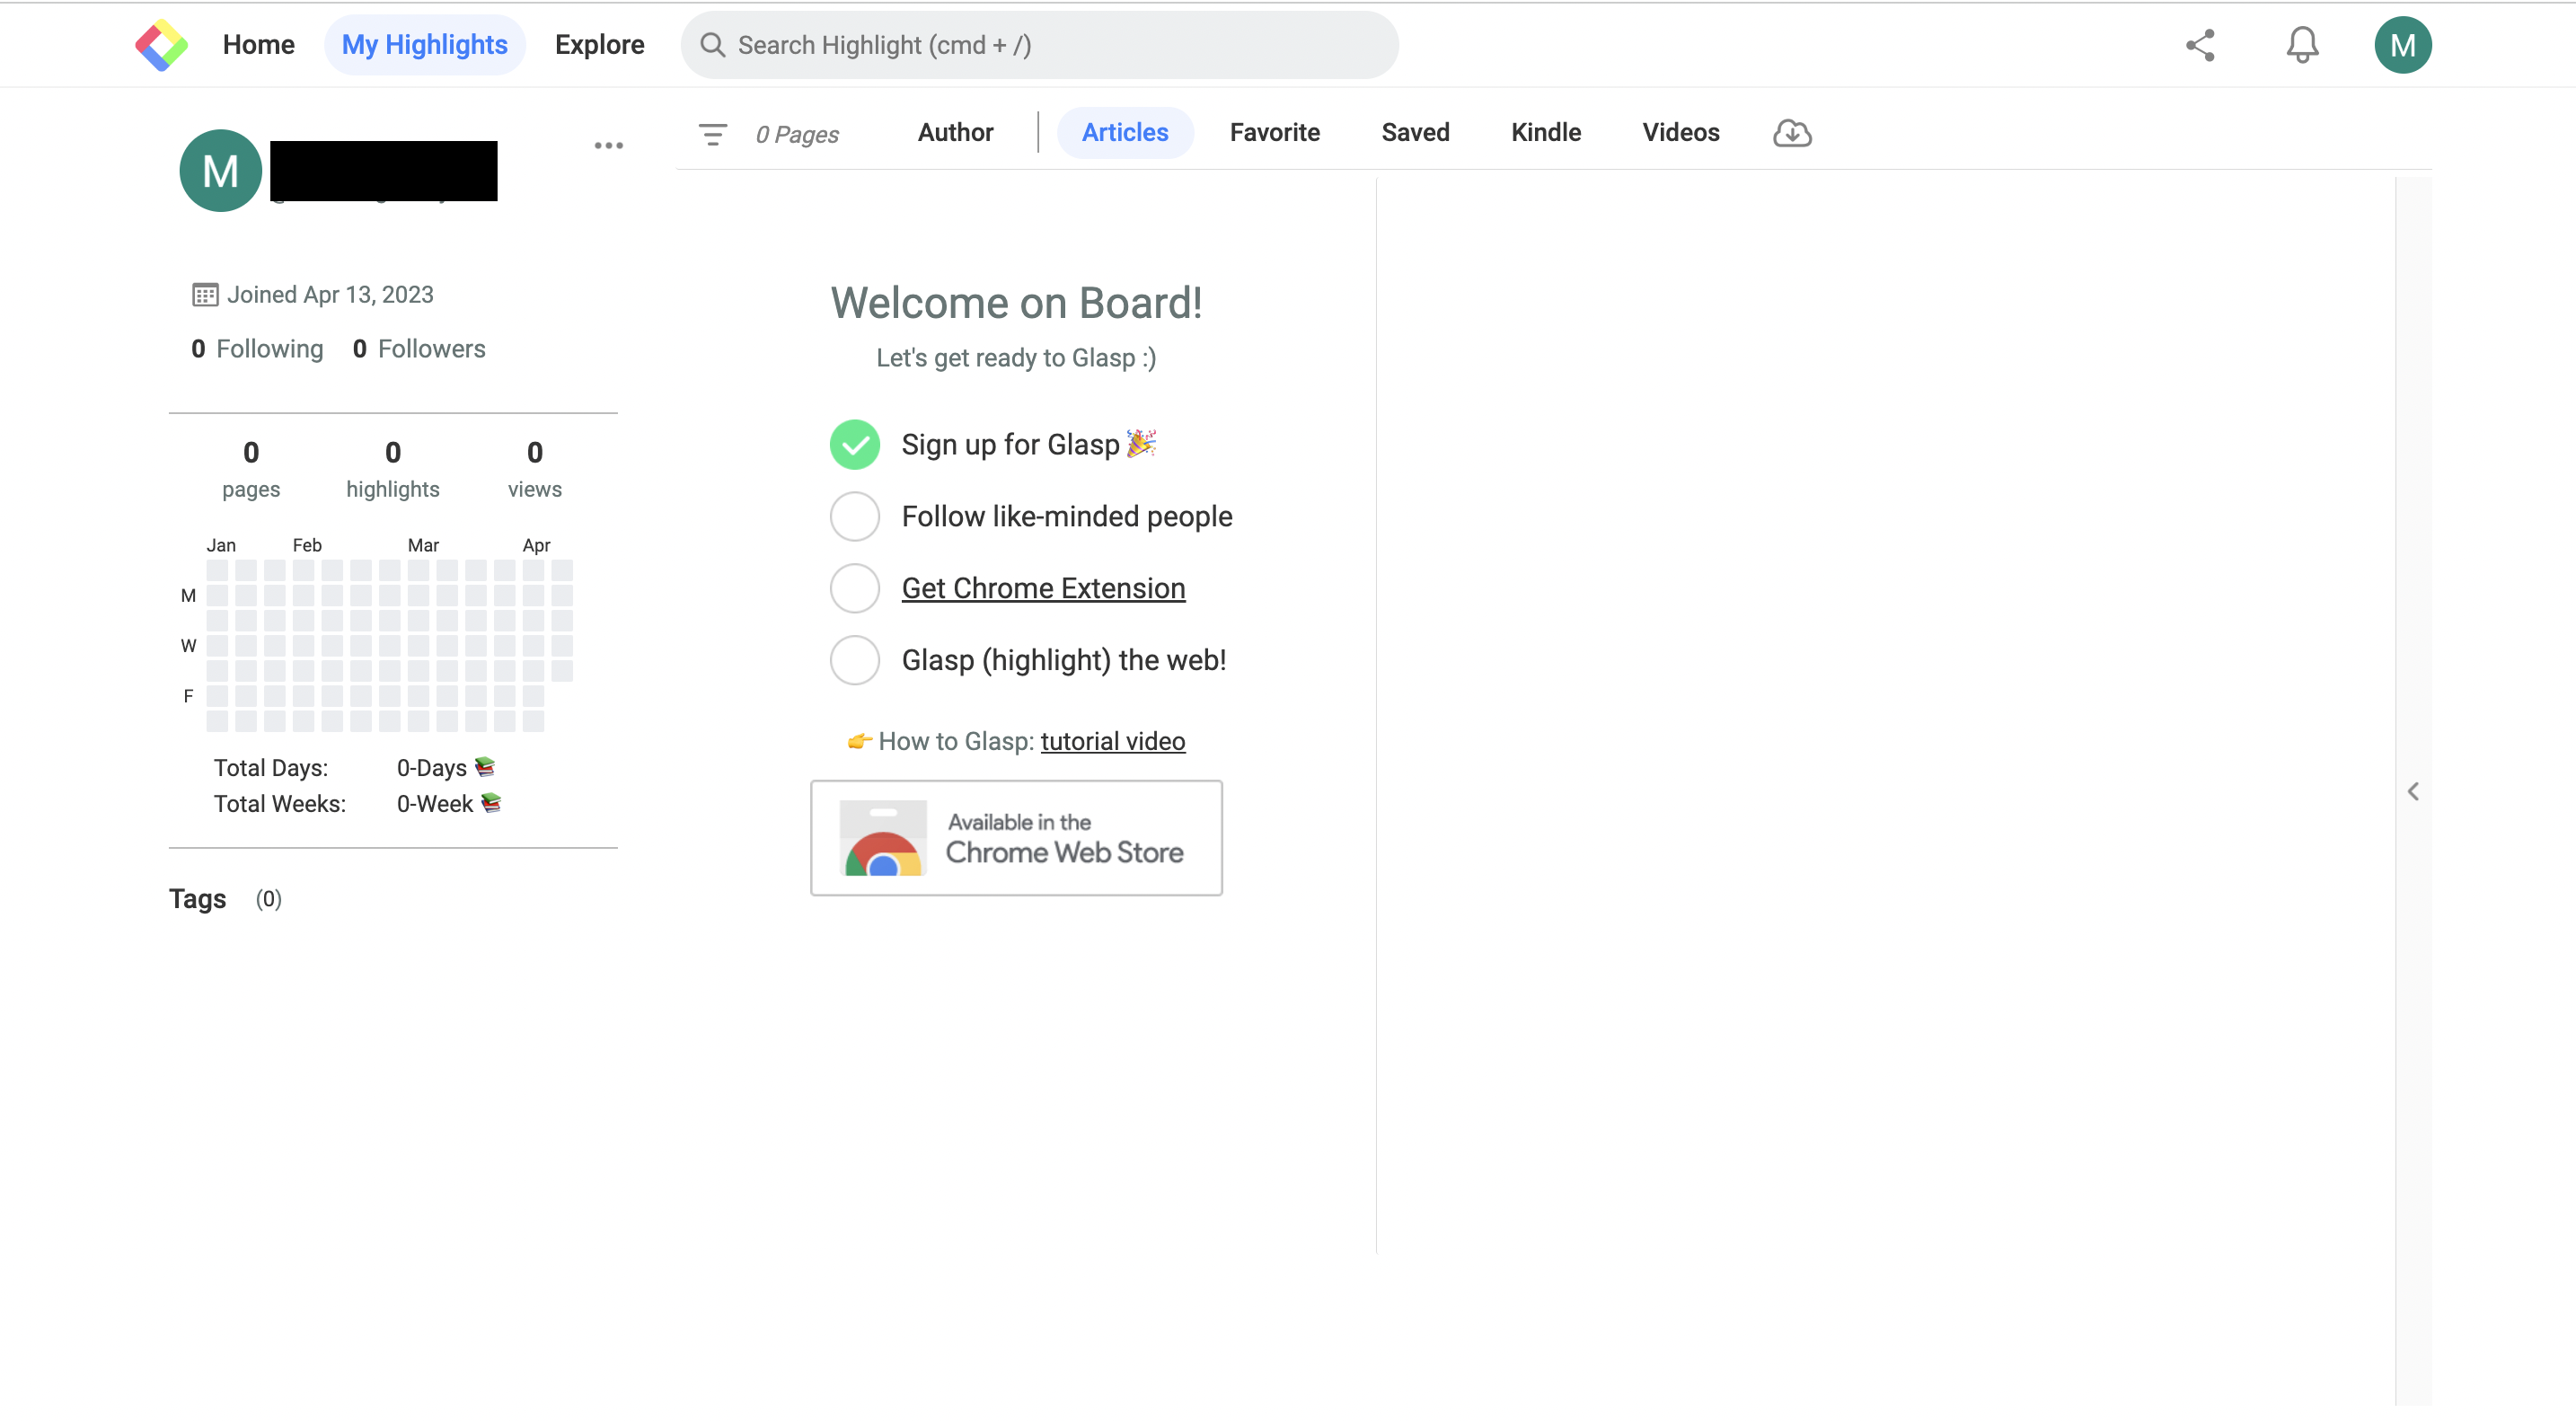 Home My Highlights Explore Search Highlight (cmd + /) M
0 Pages Author Articles Favorite Saved Kindle Videos
M
Joined Apr 13, 2023
0 Following 0 Followers
0 0 0
pages highlights views
Jan Feb Mar Apr
M
W
F
Total Days: 0-Days
Total Weeks: 0-Week
Tags (0)
Welcome on Board!
Let's get ready to Glasp :)
Sign up for Glasp
Follow like-minded people
Get Chrome Extension
Glasp (highlight) the web!
How to Glasp: tutorial video
Available in the
Chrome Web Store